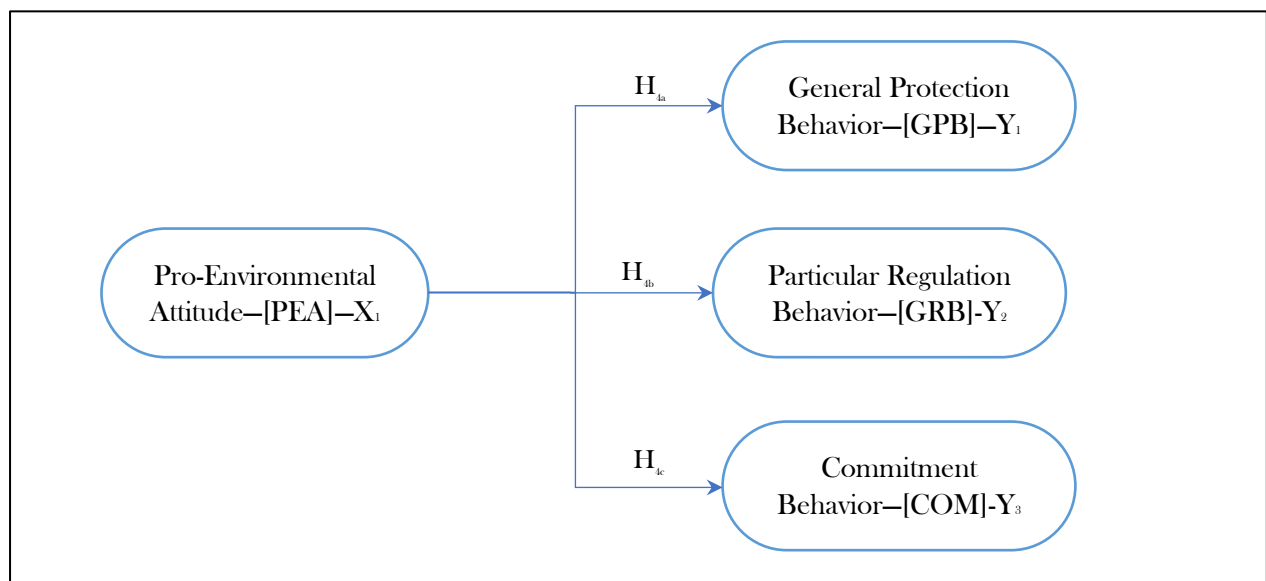 H4a
General Protection
Behavior—[GPB]—Y1
Pro-Environmental
Attitude—[PEA]—X1
H4b
Particular Regulation
Behavior—[GRB]-Y2
H4c
Commitment
Behavior—[COM]-Y3